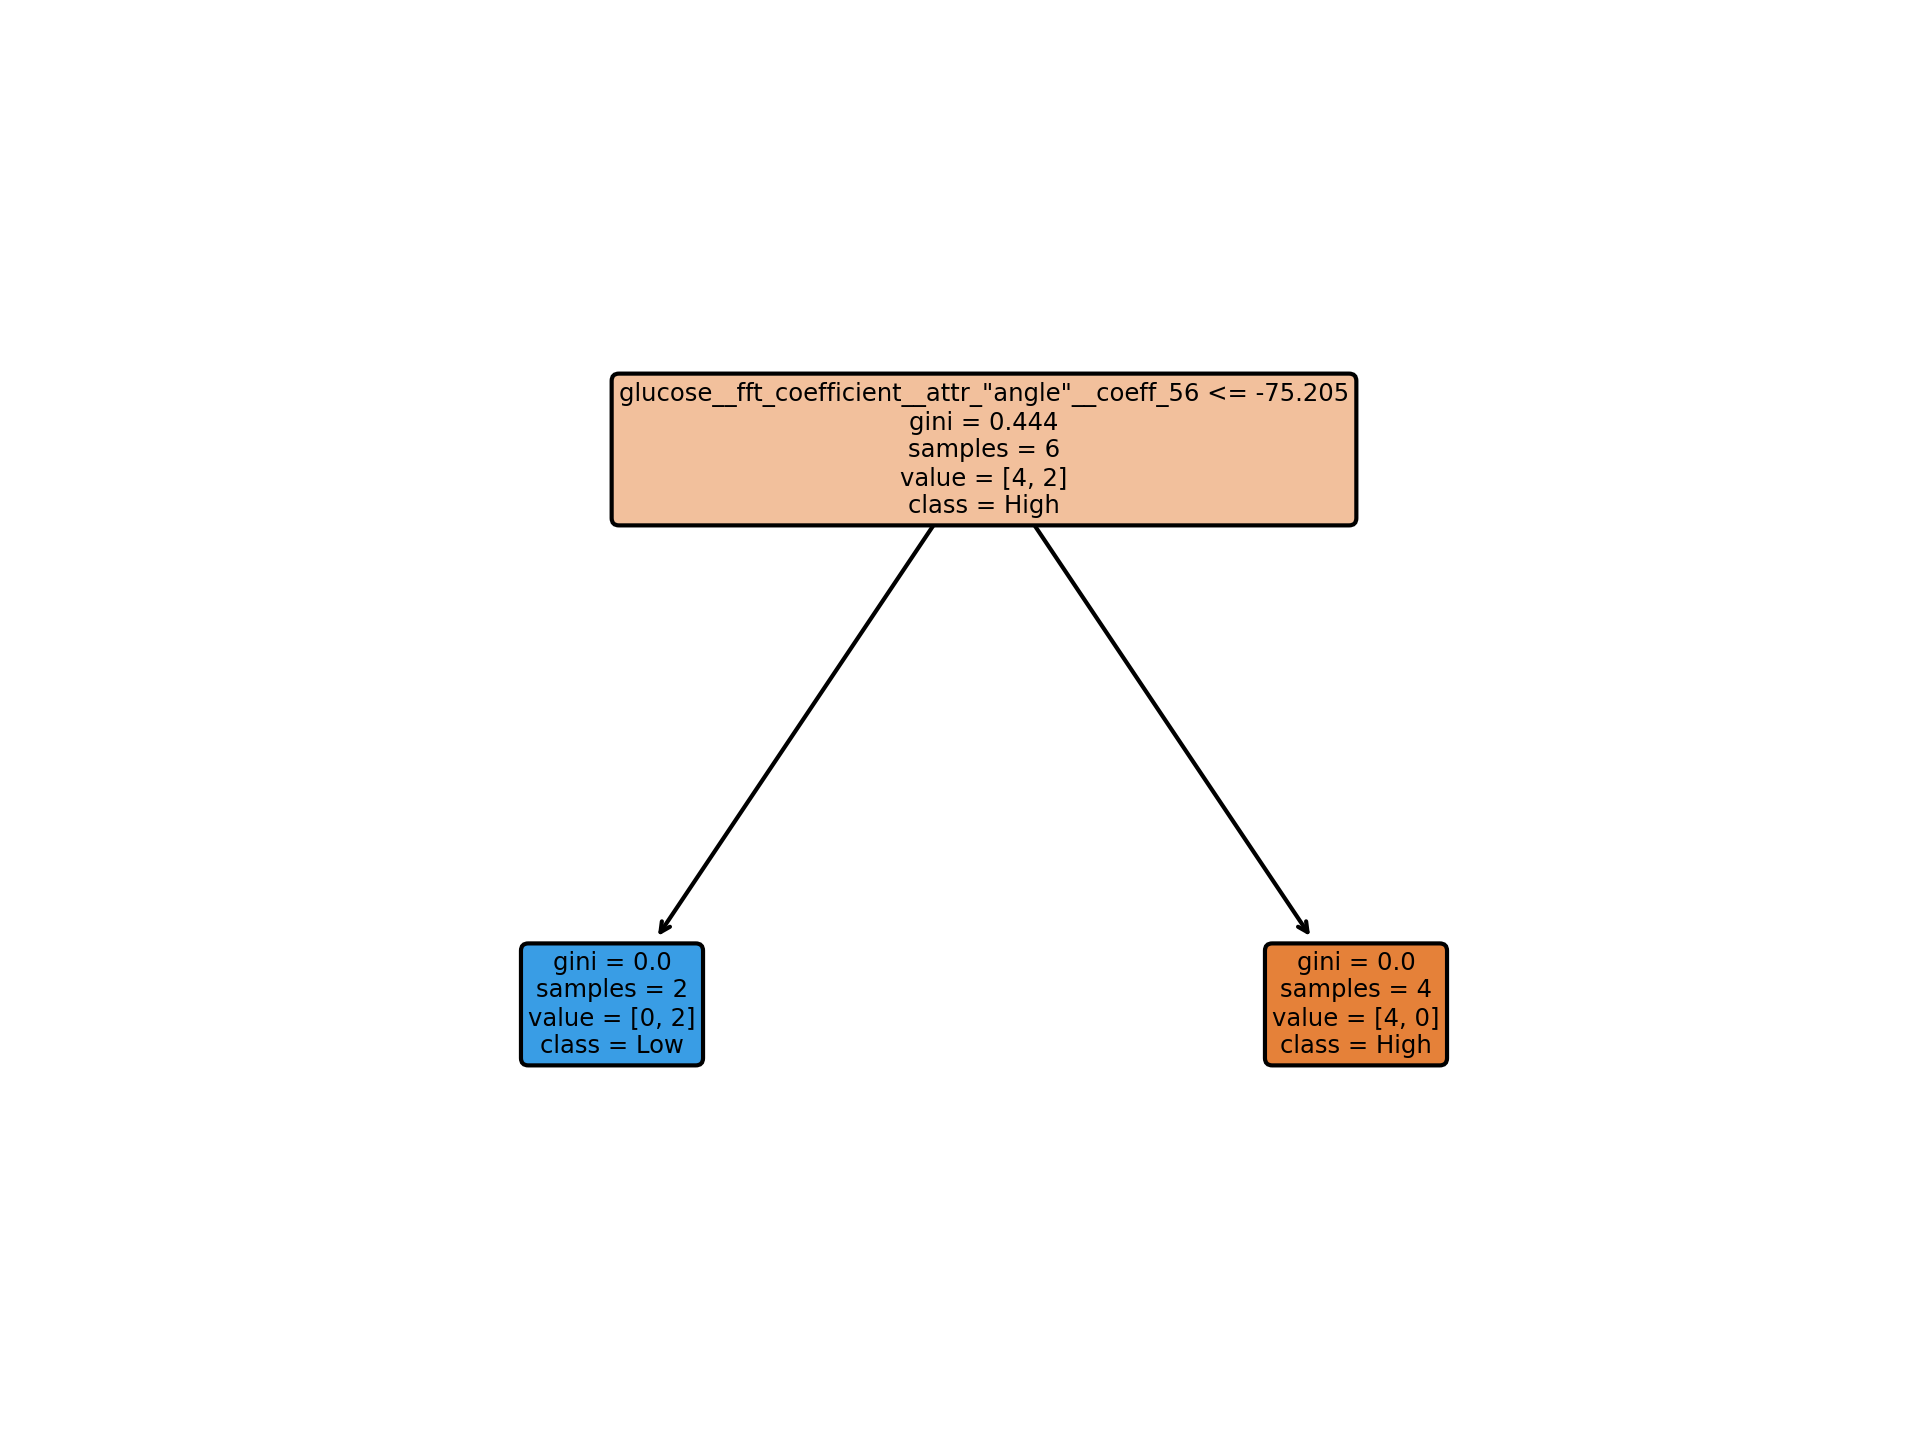 glucose__fft_coefficient__attr_"angle"__coeff_56 <= -75.205
gini = 0.444
samples = 6
value = [4, 2]
class = High
gini = 0.0
samples = 2
value = [0, 2]
class = Low
gini = 0.0
samples = 4
value = [4, 0]
class = High